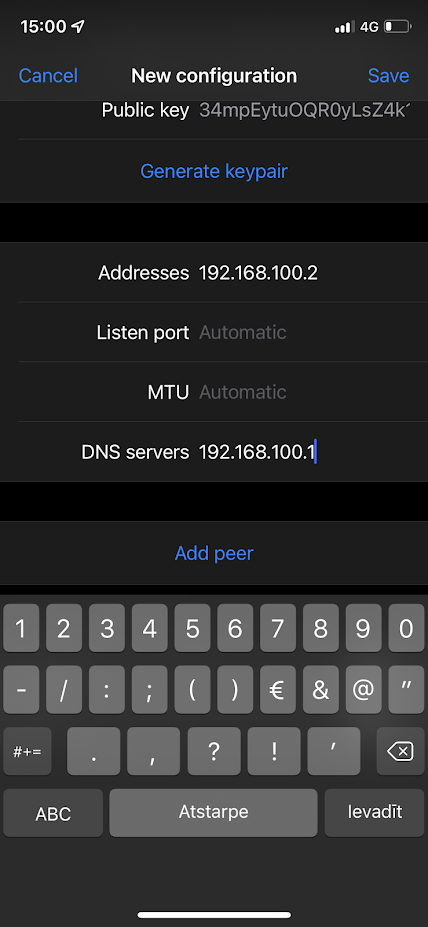 15:00 4G
Cancel New configuration Save
Public key 34mpEytuOQR0yLsZ4k
Generate keypair
Addresses 192.168.100.2
Listen port Automatic
MTU Automatic
DNS servers 192.168.100.1
Add peer
1 2 3 4 5 6 7 8 9 0
- / : ; ( ) € & @ "
#+= . , ? ! ’
ABC Atstarpe Ievadīt